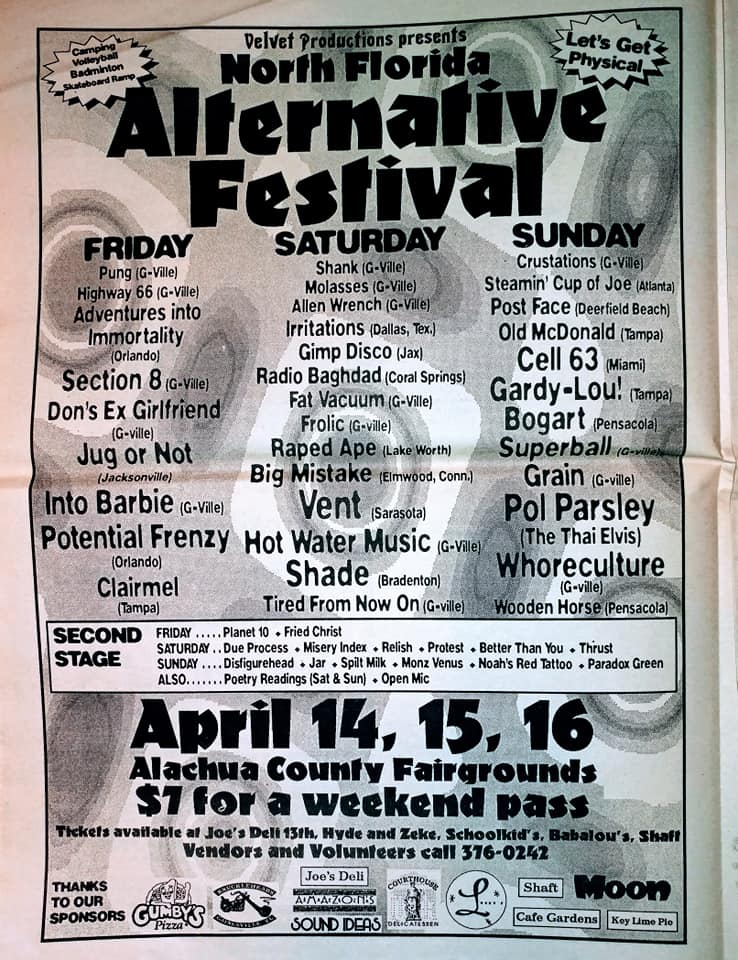 Camping
Volleyball
Badminton
Skateboard Ramp
Velvet Productions presents
Let's Get
Physical
North Florida
Alternative
Festival
FRIDAY
Pung (G-Ville)
Highway 66 (G-Ville)
Adventures into
Immortality
(Orlando)
Section 8 (G-Ville)
Don's Ex Girlfriend
(G-ville)
Jug or Not
(Jacksonville)
Into Barbie (G-Ville)
Potential Frenzy
(Orlando)
Clairmel
(Tampa)
SATURDAY
Shank (G-Ville)
Molasses (G-Ville)
Allen Wrench (G-Ville)
Irritations (Dallas, Tex.)
Gimp Disco (Jax)
Radio Baghdad (Coral Springs)
Fat Vacuum (G-Ville)
Frolic (G-ville)
Raped Ape (Lake Worth)
Big Mistake (Elmwood, Conn.)
Vent (Sarasota)
Hot Water Music (G-Ville)
Shade (Bradenton)
Tired From Now On (G-ville)
SUNDAY
Crustations (G-Ville)
Steamin' Cup of Joe (Atlanta)
Post Face (Deerfield Beach)
Old McDonald (Tampa)
Cell 63 (Miami)
Gardy-Lou! (Tampa)
Bogart (Pensacola)
Superball (G-ville)
Grain (G-ville)
Pol Parsley
(The Thai Elvis)
Whoreculture
(G-ville)
Wooden Horse (Pensacola)
SECOND
STAGE
FRIDAY ..... Planet 10 • Fried Christ
SATURDAY .. Due Process • Misery Index • Relish • Protest • Better Than You • Thrust
SUNDAY .... Disfigurehead • Jar • Spilt Milk • Monz Venus • Noah's Red Tattoo • Paradox Green
ALSO....... Poetry Readings (Sat & Sun) • Open Mic
April 14, 15, 16
Alachua County Fairgrounds
$7 for a weekend pass
Tickets available at Joe's Deli 13th, Hyde and Zeke, Schoolkid's, Babalou's, Shaft
Vendors and Volunteers call 376-0242
THANKS
TO OUR
SPONSORS
GUMBY'S
Pizza
Joe's Deli
AMAZONS
SOUND IDEAS
COURTHOUSE
DELICATESSEN
L....
Shaft
Moon
Cafe Gardens
Key Lime Pie